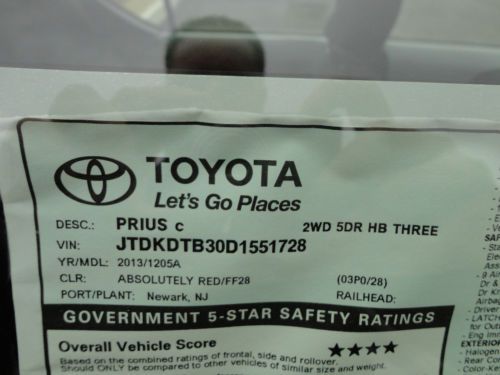 TOYOTA
Let's Go Places
DESC.: PRIUS c 2WD 5DR HB THREE
VIN: JTDKDTB30D1551728
YR/MDL: 2013/1205A
CLR: ABSOLUTELY RED/FF28 (03P0/28)
PORT/PLANT: Newark, NJ RAILHEAD:
GOVERNMENT 5-STAR SAFETY RATINGS
Overall Vehicle Score ★★★★
Based on the combined ratings of frontal, side and rollover.
Should ONLY be compared to other vehicles of similar size and weight.